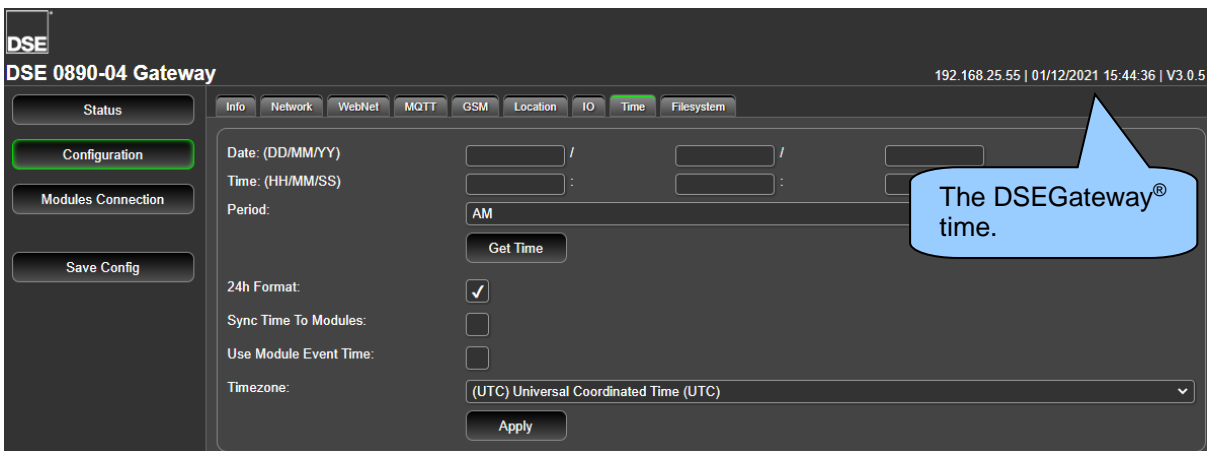 DSE
DSE 0890-04 Gateway
192.168.25.55 | 01/12/2021 15:44:36 | V3.0.5
Status
Configuration
Modules Connection
Save Config
Info Network WebNet MQTT GSM Location IO Time Filesystem
Date: (DD/MM/YY) / /
Time: (HH/MM/SS) : :
Period: AM
Get Time
24h Format: ✓
Sync Time To Modules:
Use Module Event Time:
Timezone: (UTC) Universal Coordinated Time (UTC)
Apply
The DSEGateway®
time.